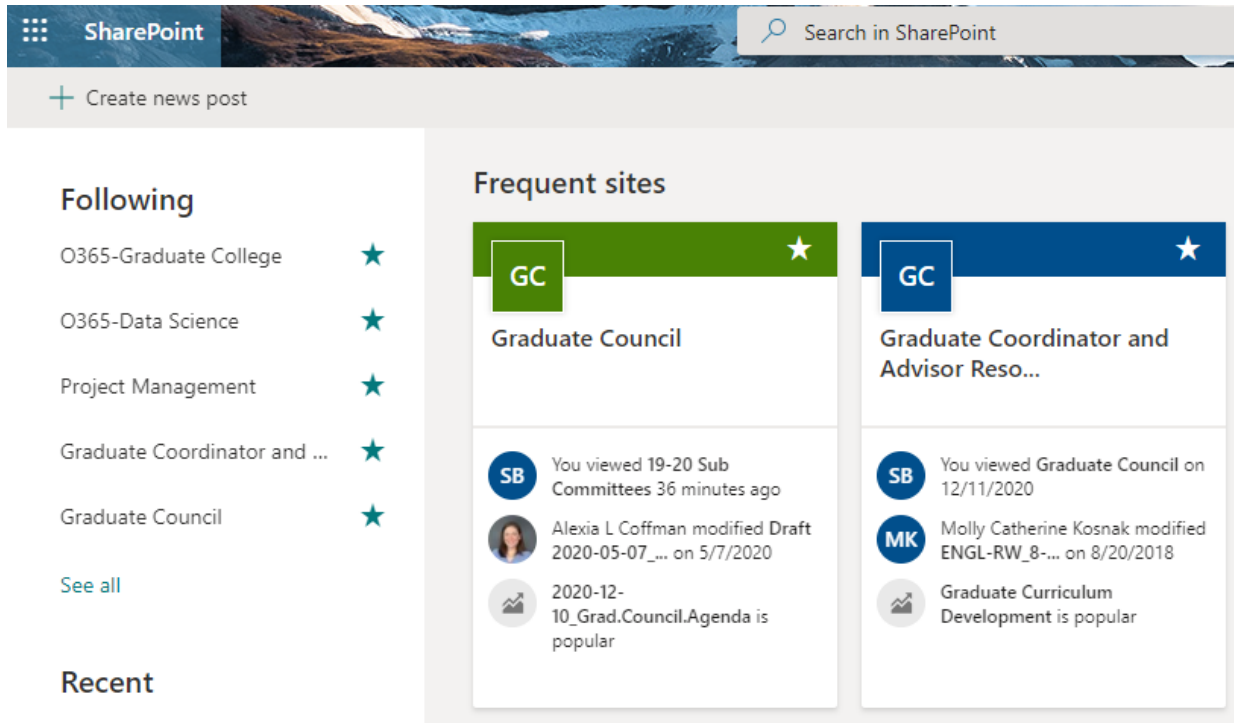 SharePoint
Search in SharePoint
Create news post
Following
O365-Graduate College
O365-Data Science
Project Management
Graduate Coordinator and ...
Graduate Council
See all
Recent
Frequent sites
GC
Graduate Council
SB
You viewed 19-20 Sub
Committees 36 minutes ago
Alexia L Coffman modified Draft
2020-05-07_... on 5/7/2020
2020-12-
10_Grad.Council.Agenda is
popular
GC
Graduate Coordinator and
Advisor Reso...
SB
You viewed Graduate Council on
12/11/2020
MK
Molly Catherine Kosnak modified
ENGL-RW_8-... on 8/20/2018
Graduate Curriculum
Development is popular